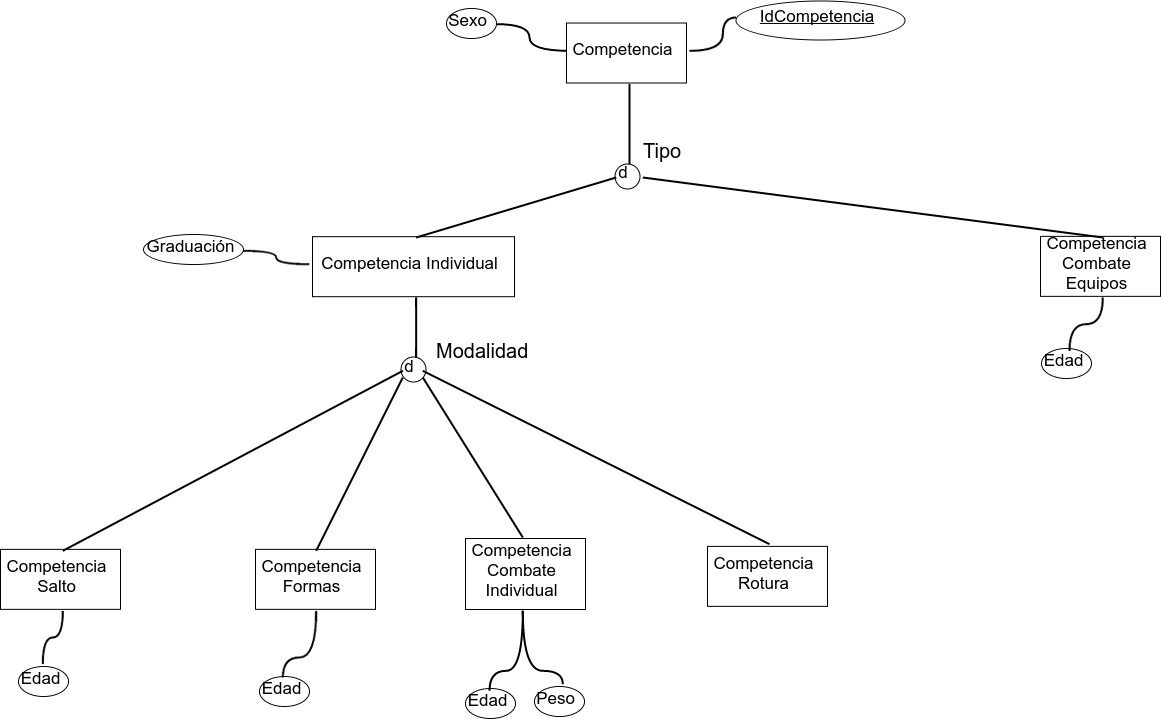 Sexo
IdCompetencia
Competencia
Tipo
d
Graduación
Competencia Individual
Competencia
Combate
Equipos
Modalidad
d
Edad
Competencia
Salto
Competencia
Formas
Competencia
Combate
Individual
Competencia
Rotura
Edad
Edad
Edad
Peso